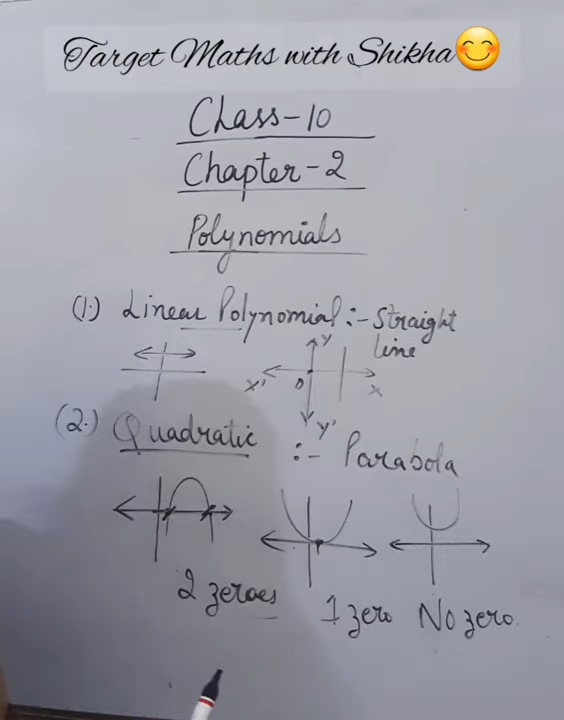 Target Maths with Shikha😊
Class-10
Chapter-2
Polynomials
(1.) Linear Polynomial :- Straight line
Y
X' O X
Y'
(2.) Quadratic :- Parabola
2 zeroes 1 zero No zero.